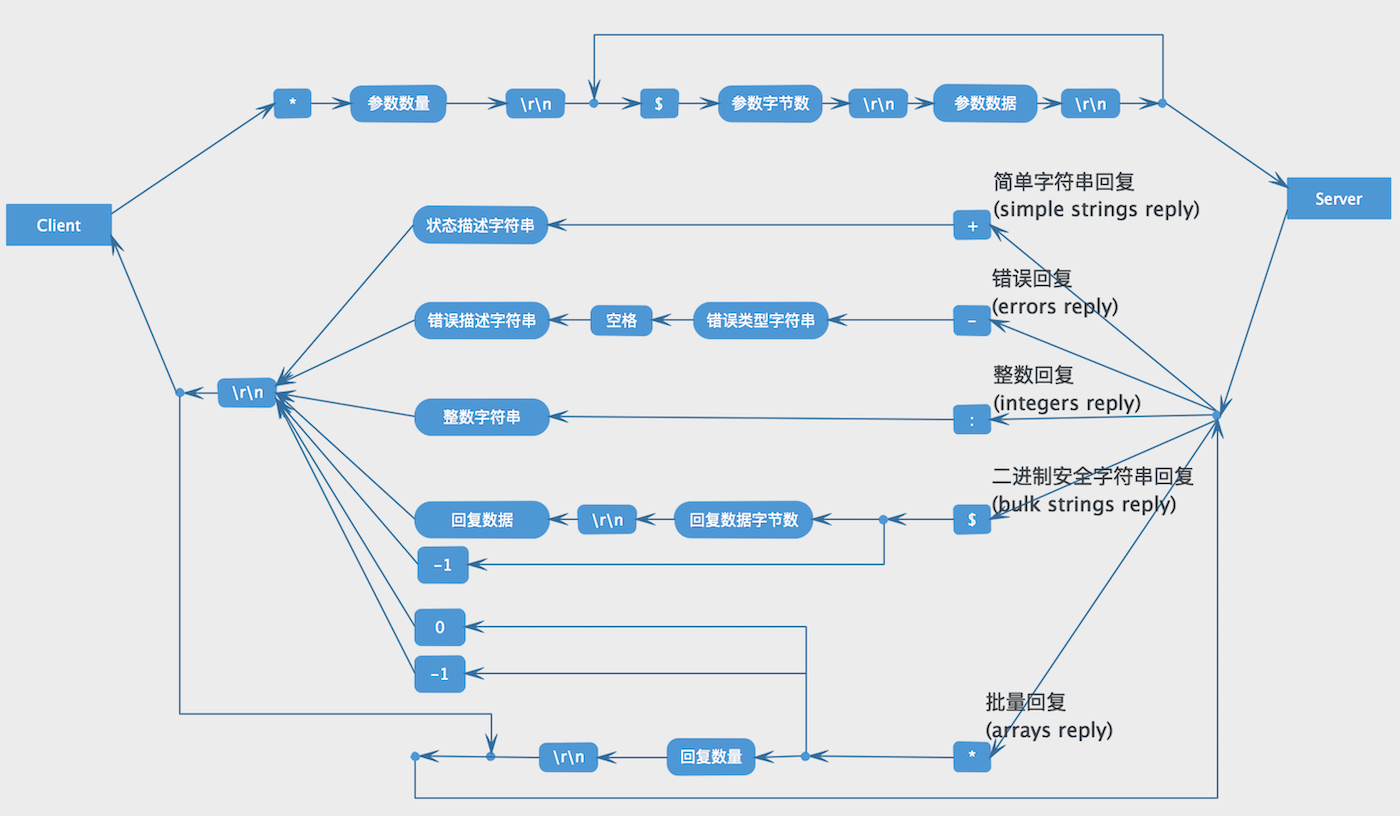 *
参数数量
\r\n
$
参数字节数
\r\n
参数数据
\r\n
Client
Server
简单字符串回复
(simple strings reply)
状态描述字符串
+
错误回复
(errors reply)
错误描述字符串
空格
错误类型字符串
-
整数回复
(integers reply)
\r\n
整数字符串
:
二进制安全字符串回复
(bulk strings reply)
回复数据
\r\n
回复数据字节数
$
-1
0
-1
批量回复
(arrays reply)
\r\n
回复数量
*